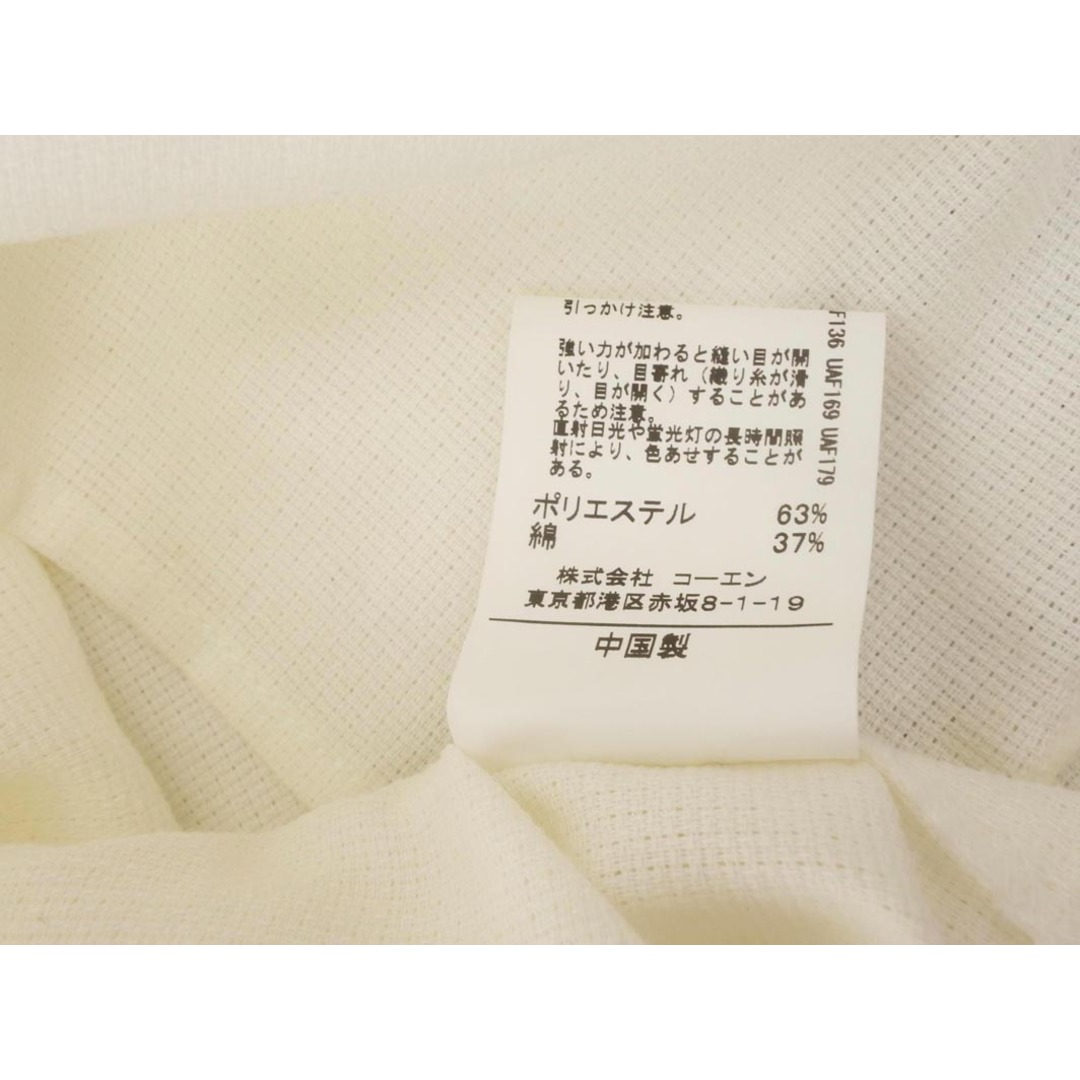 引っかけ注意。
強い力が加わると縫い目が開
いたり、目寄れ（織り糸が滑
り、目が開く）することがあ
るため注意。
直射日光や蛍光灯の長時間照
射により、色あせすることが
ある。
ポリエステル 63%
綿 37%
株式会社 コーエン
東京都港区赤坂8-1-19
中国製
F136 UAF169 UAF179